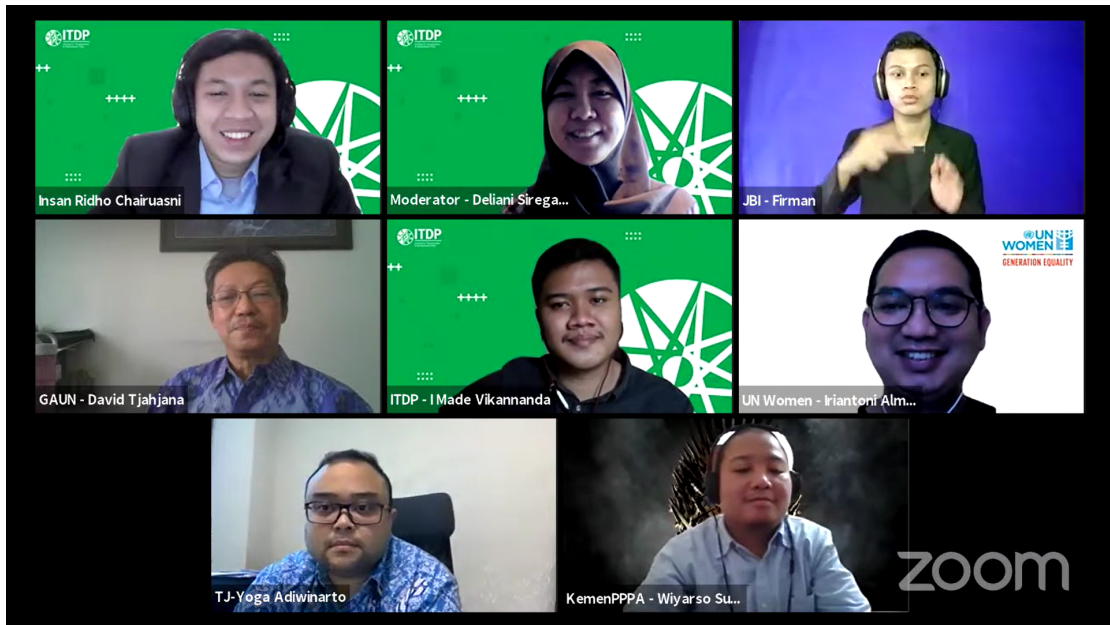 ITDP
ITDP
Insan Ridho Chairuasni
Moderator - Deliani Sirega...
JBI - Firman
ITDP
UN
WOMEN
GENERATION EQUALITY
GAUN - David Tjahjana
ITDP - I Made Vikannanda
UN Women - Iriantoni Alm...
TJ-Yoga Adiwinarto
KemenPPPA - Wiyarso Su...
zoom